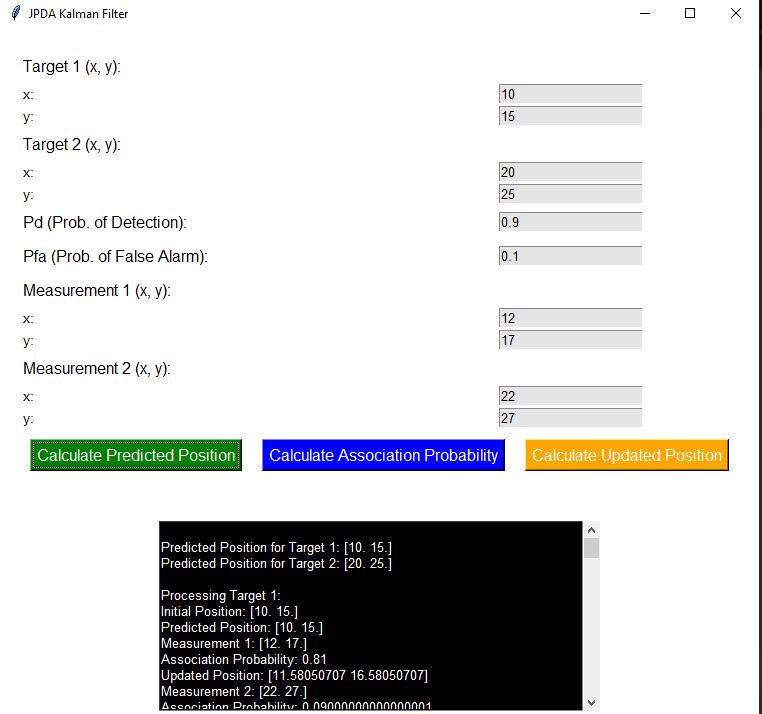 JPDA Kalman Filter
Target 1 (x, y):
x: 10
y: 15
Target 2 (x, y):
x: 20
y: 25
Pd (Prob. of Detection): 0.9
Pfa (Prob. of False Alarm): 0.1
Measurement 1 (x, y):
x: 12
y: 17
Measurement 2 (x, y):
x: 22
y: 27
Calculate Predicted Position Calculate Association Probability Calculate Updated Position
Predicted Position for Target 1: [10. 15.]
Predicted Position for Target 2: [20. 25.]
Processing Target 1:
Initial Position: [10. 15.]
Predicted Position: [10. 15.]
Measurement 1: [12. 17.]
Association Probability: 0.81
Updated Position: [11.58050707 16.58050707]
Measurement 2: [22. 27.]
Association Probability: 0.09000000000000001